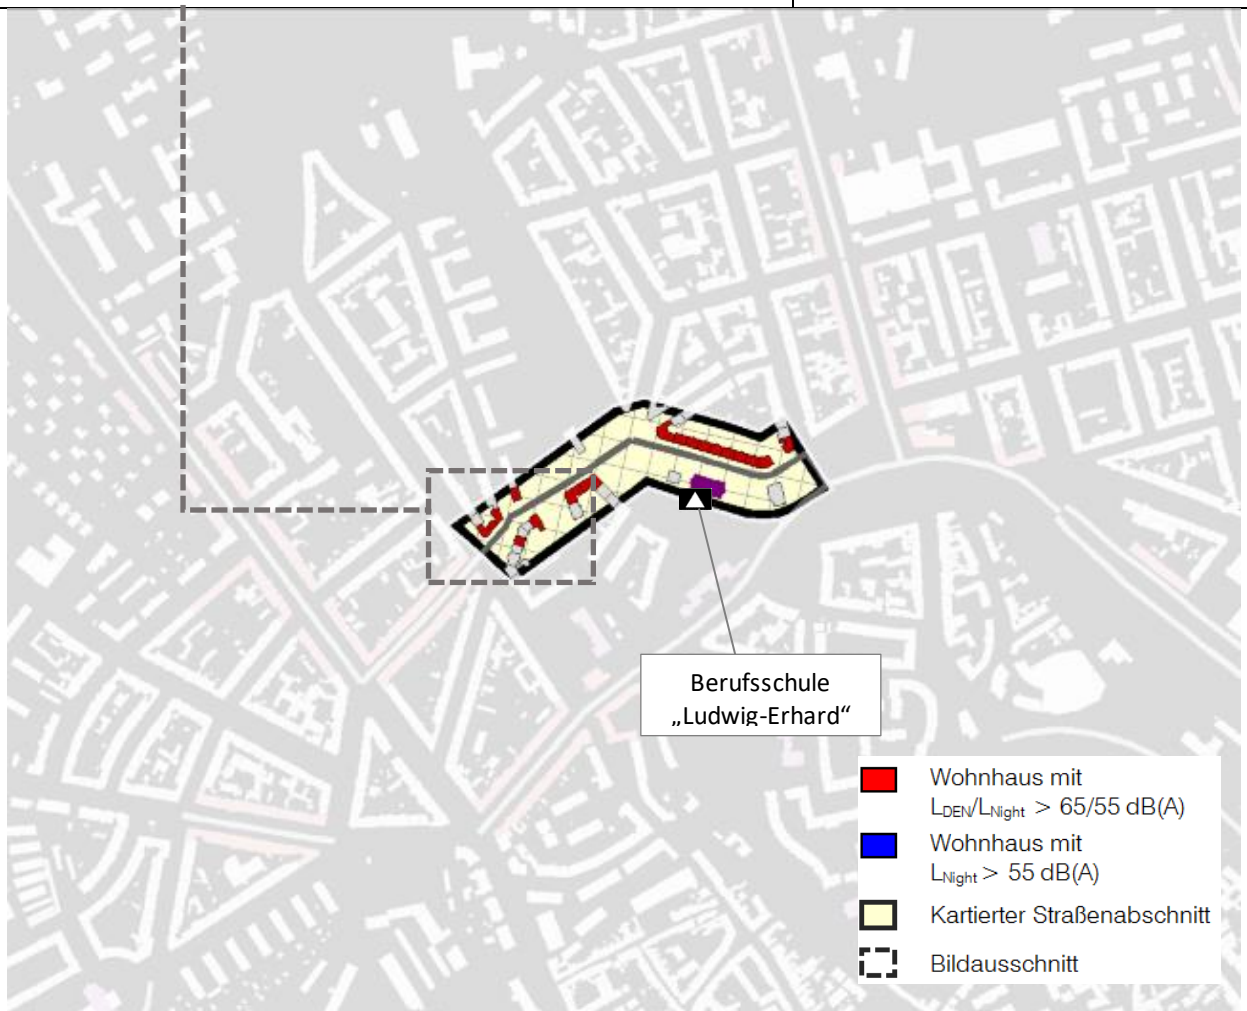 Berufsschule
„Ludwig-Erhard“
Wohnhaus mit
LDEN/LNight > 65/55 dB(A)
Wohnhaus mit
LNight > 55 dB(A)
Kartierter Straßenabschnitt
Bildausschnitt